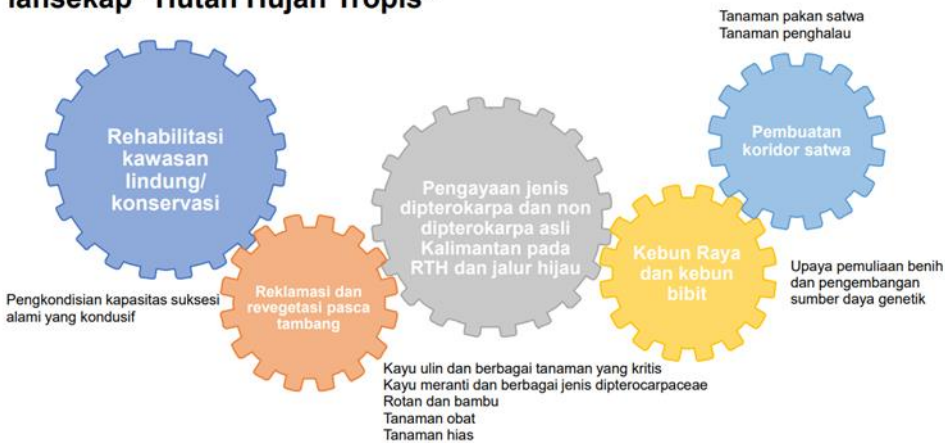 lansekap "Hutan Hujan Tropis"
Tanaman pakan satwa
Tanaman penghalau
Rehabilitasi
kawasan
lindung/
konservasi
Pembuatan
koridor satwa
Pengayaan jenis
dipterokarpa dan non
dipterokarpa asli
Kalimantan pada
RTH dan jalur hijau
Kebun Raya
dan kebun
bibit
Upaya pemuliaan benih
dan pengembangan
sumber daya genetik
Pengkondisian kapasitas suksesi
alami yang kondusif
Reklamasi dan
revegetasi pasca
tambang
Kayu ulin dan berbagai tanaman yang kritis
Kayu meranti dan berbagai jenis dipterocarpaceae
Rotan dan bambu
Tanaman obat
Tanaman hias